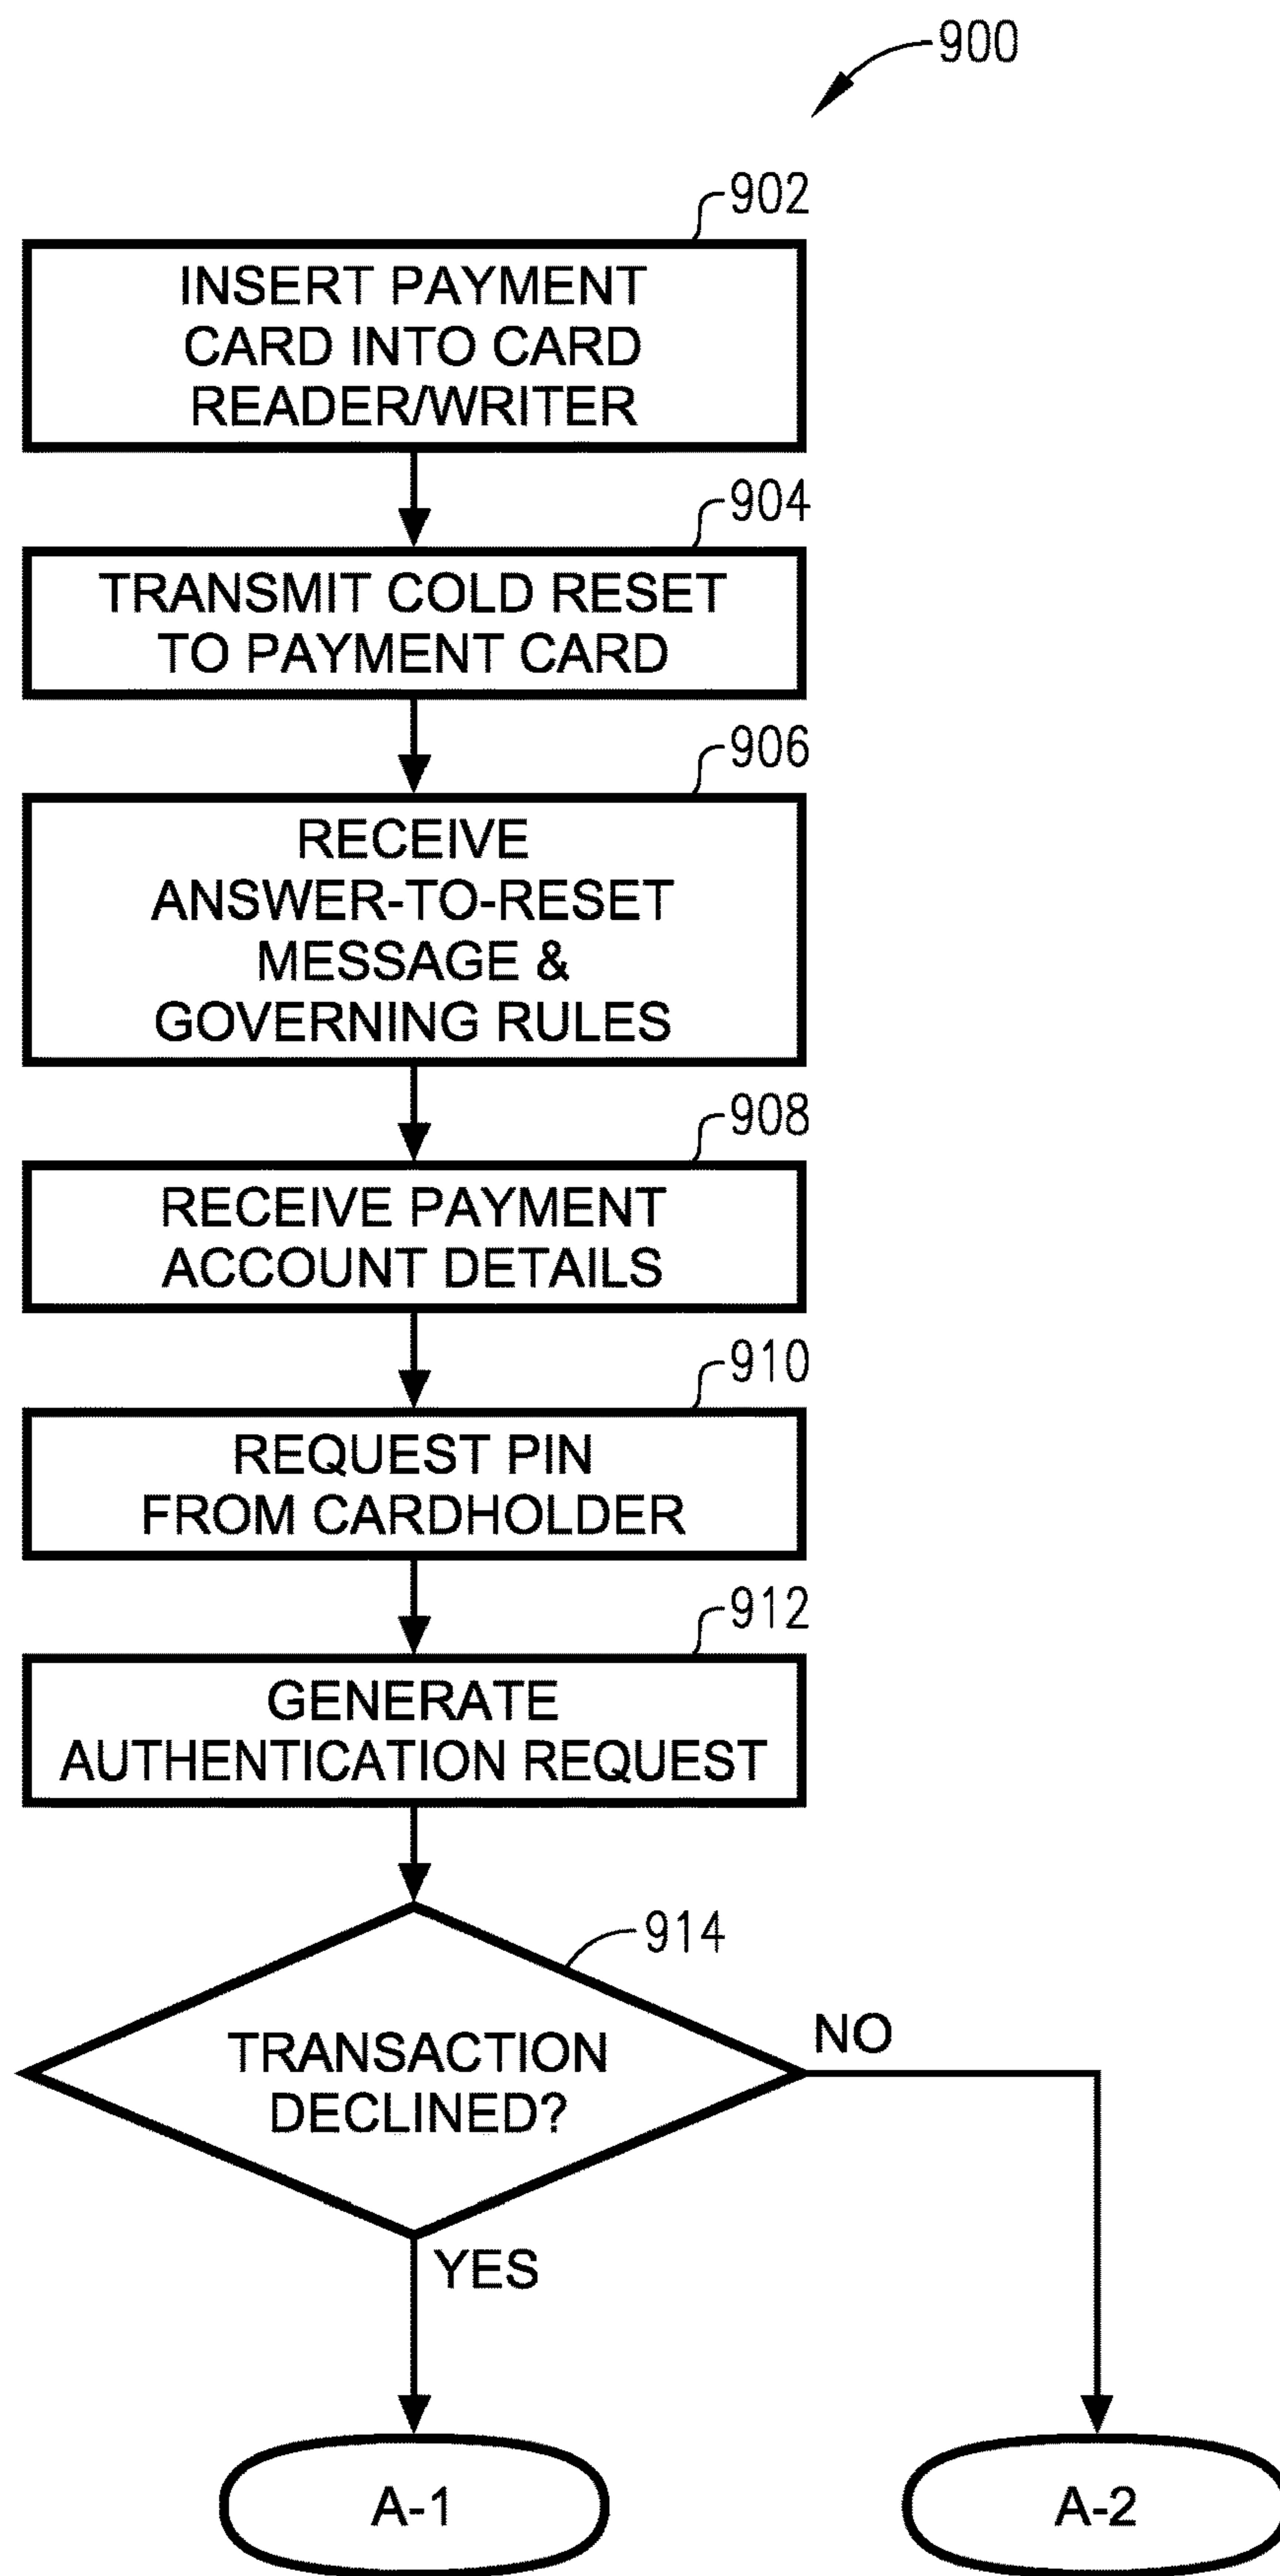 900
902
INSERT PAYMENT
CARD INTO CARD
READER/WRITER
904
TRANSMIT COLD RESET
TO PAYMENT CARD
906
RECEIVE
ANSWER-TO-RESET
MESSAGE &
GOVERNING RULES
908
RECEIVE PAYMENT
ACCOUNT DETAILS
910
REQUEST PIN
FROM CARDHOLDER
912
GENERATE
AUTHENTICATION REQUEST
914
TRANSACTION
DECLINED?
NO
YES
A-1
A-2